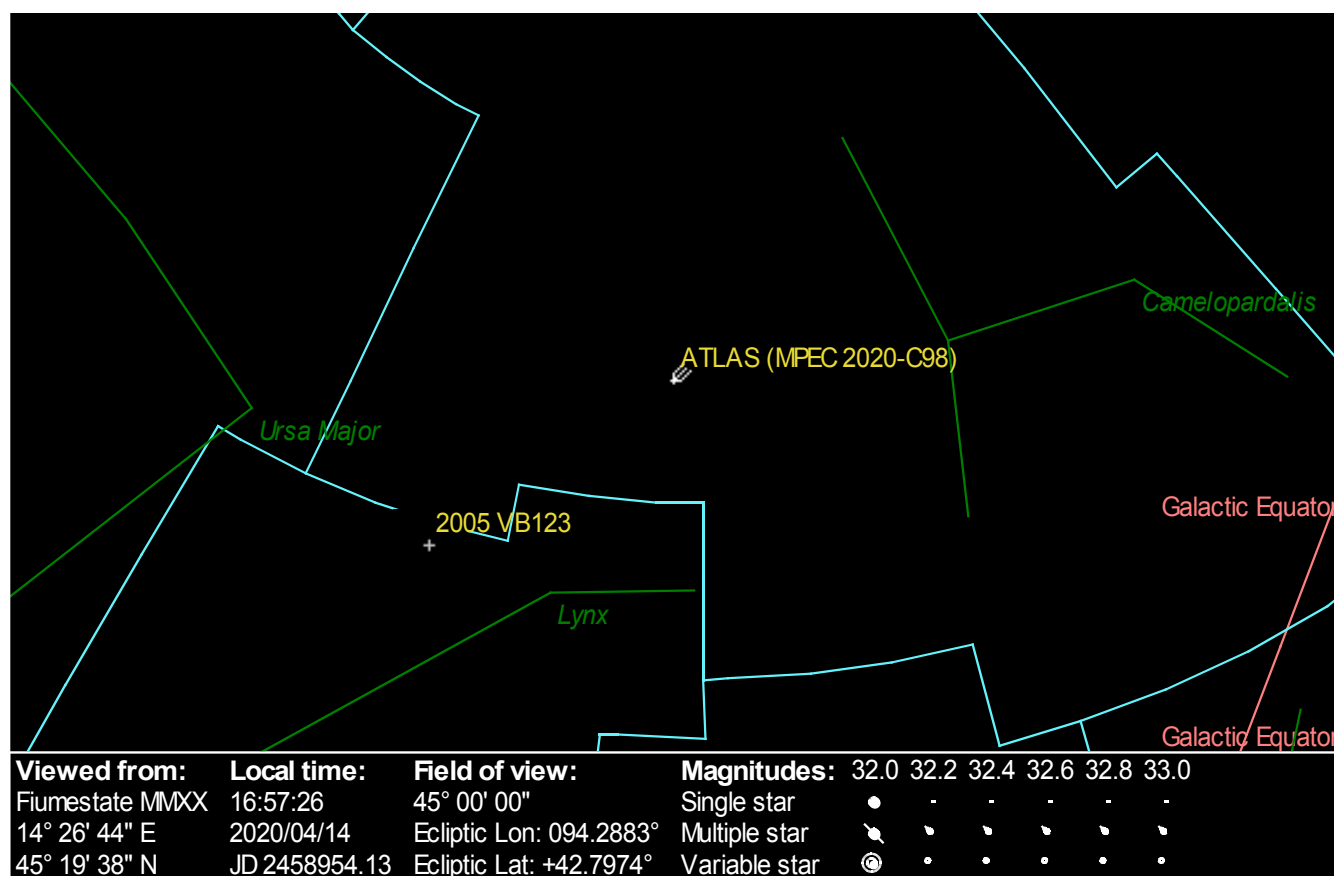 Camelopardalis
ATLAS (MPEC 2020-C98)
Ursa Major
Galactic Equator
2005 VB123
Lynx
Galactic Equator
Viewed from: Local time: Field of view: Magnitudes: 32.0 32.2 32.4 32.6 32.8 33.0
Fiumestate MMXX 16:57:26 45° 00' 00" Single star
14° 26' 44" E 2020/04/14 Ecliptic Lon: 094.2883° Multiple star
45° 19' 38" N JD 2458954.13 Ecliptic Lat: +42.7974° Variable star